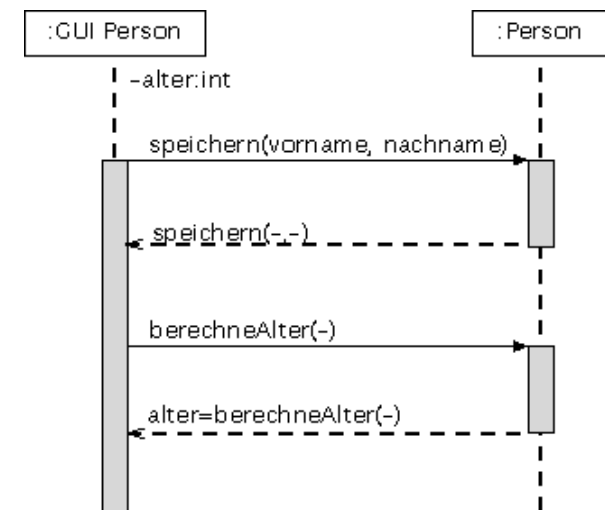 :GUI Person
:Person
-alter:int
speichern(vorname, nachname)
speichern(-,-)
berechneAlter(-)
alter=berechneAlter(-)